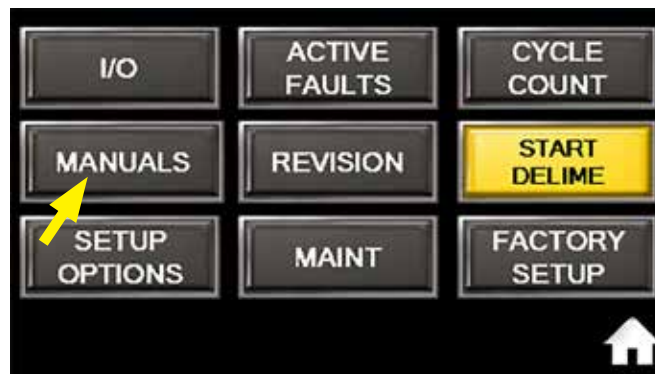 I/O
ACTIVE
FAULTS
CYCLE
COUNT
MANUALS
REVISION
START
DELIME
SETUP
OPTIONS
MAINT
FACTORY
SETUP